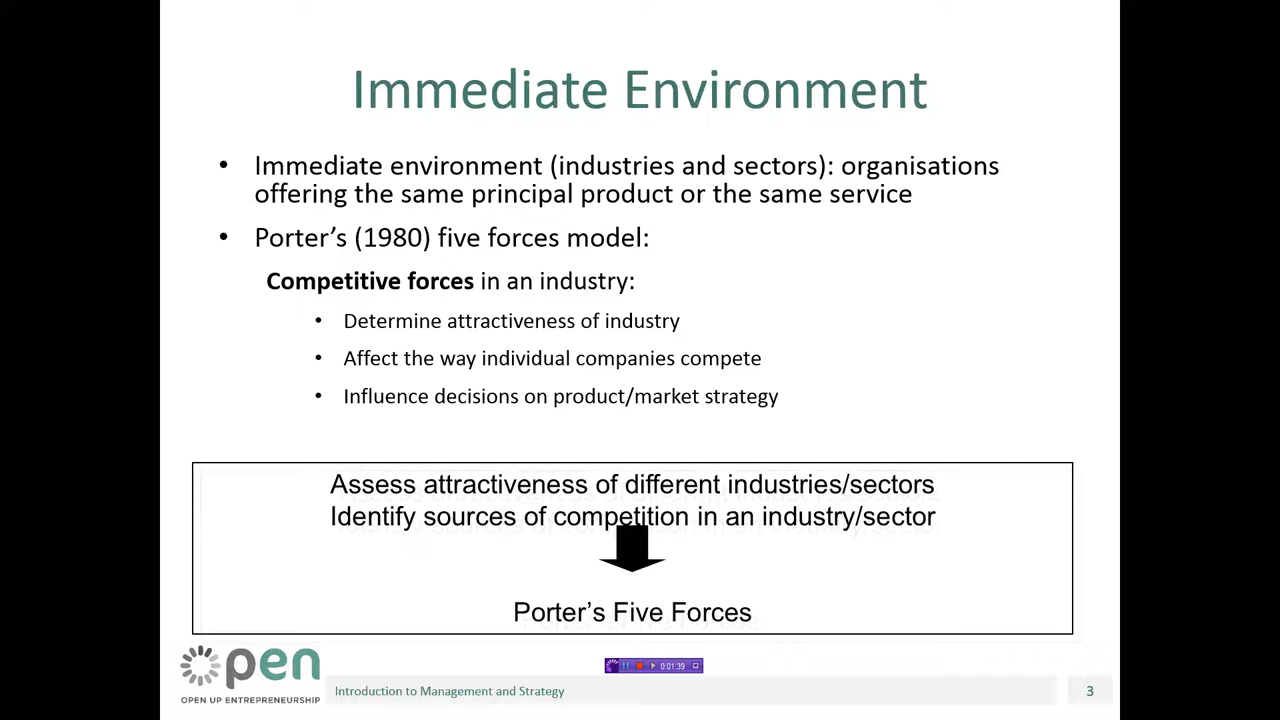 Immediate Environment
• Immediate environment (industries and sectors): organisations
offering the same principal product or the same service
• Porter’s (1980) five forces model:
Competitive forces in an industry:
• Determine attractiveness of industry
• Affect the way individual companies compete
• Influence decisions on product/market strategy
Assess attractiveness of different industries/sectors
Identify sources of competition in an industry/sector
Porter’s Five Forces
open
OPEN UP ENTREPRENEURSHIP
0:01:39
Introduction to Management and Strategy
3